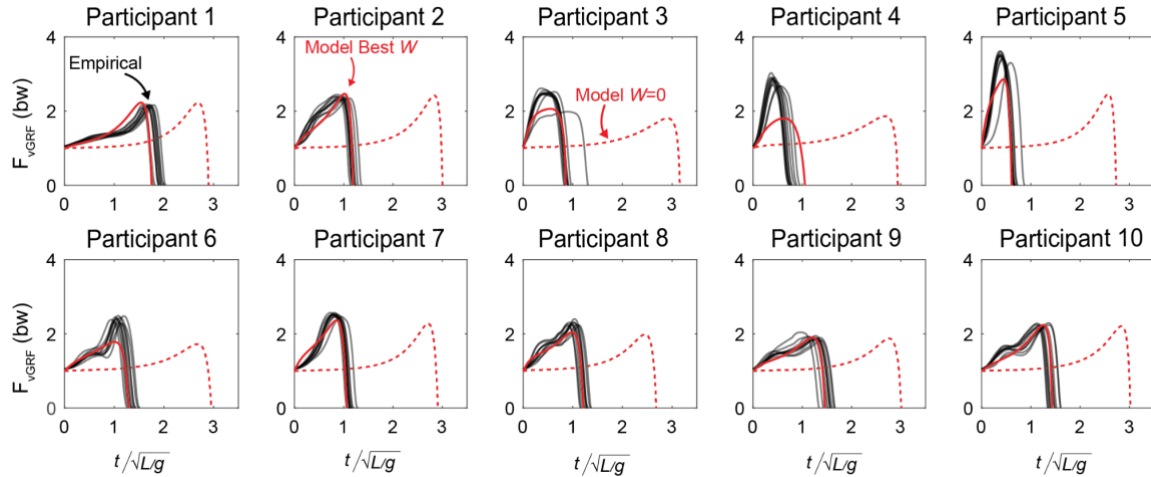 Participant 1 Participant 2 Participant 3 Participant 4 Participant 5
4 4 4 4 4
Empirical Model Best W Model W=0
2 2 2 2 2
F vGRF (bw)
0 0 0 0 0
0 1 2 3 0 1 2 3 0 1 2 3 0 1 2 3 0 1 2 3
Participant 6 Participant 7 Participant 8 Participant 9 Participant 10
4 4 4 4 4
2 2 2 2 2
F vGRF (bw)
0 0 0 0 0
0 1 2 3 0 1 2 3 0 1 2 3 0 1 2 3 0 1 2 3
t/√L/g t/√L/g t/√L/g t/√L/g t/√L/g